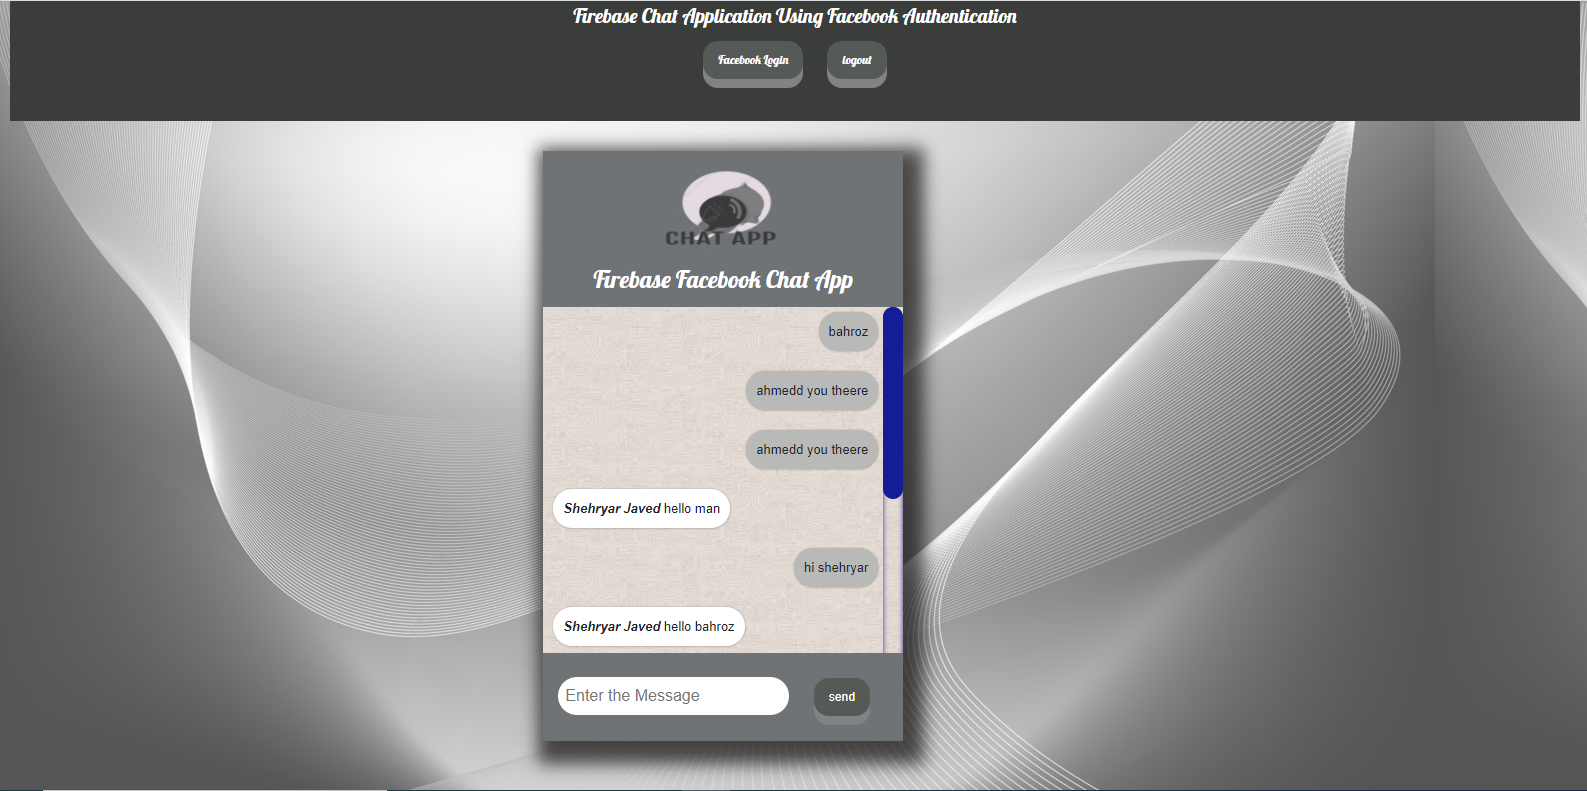 Firebase Chat Application Using Facebook Authentication
Facebook Login
logout
CHAT APP
Firebase Facebook Chat App
bahroz
ahmedd you theere
ahmedd you theere
Shehryar Javed hello man
hi shehryar
Shehryar Javed hello bahroz
Enter the Message
send